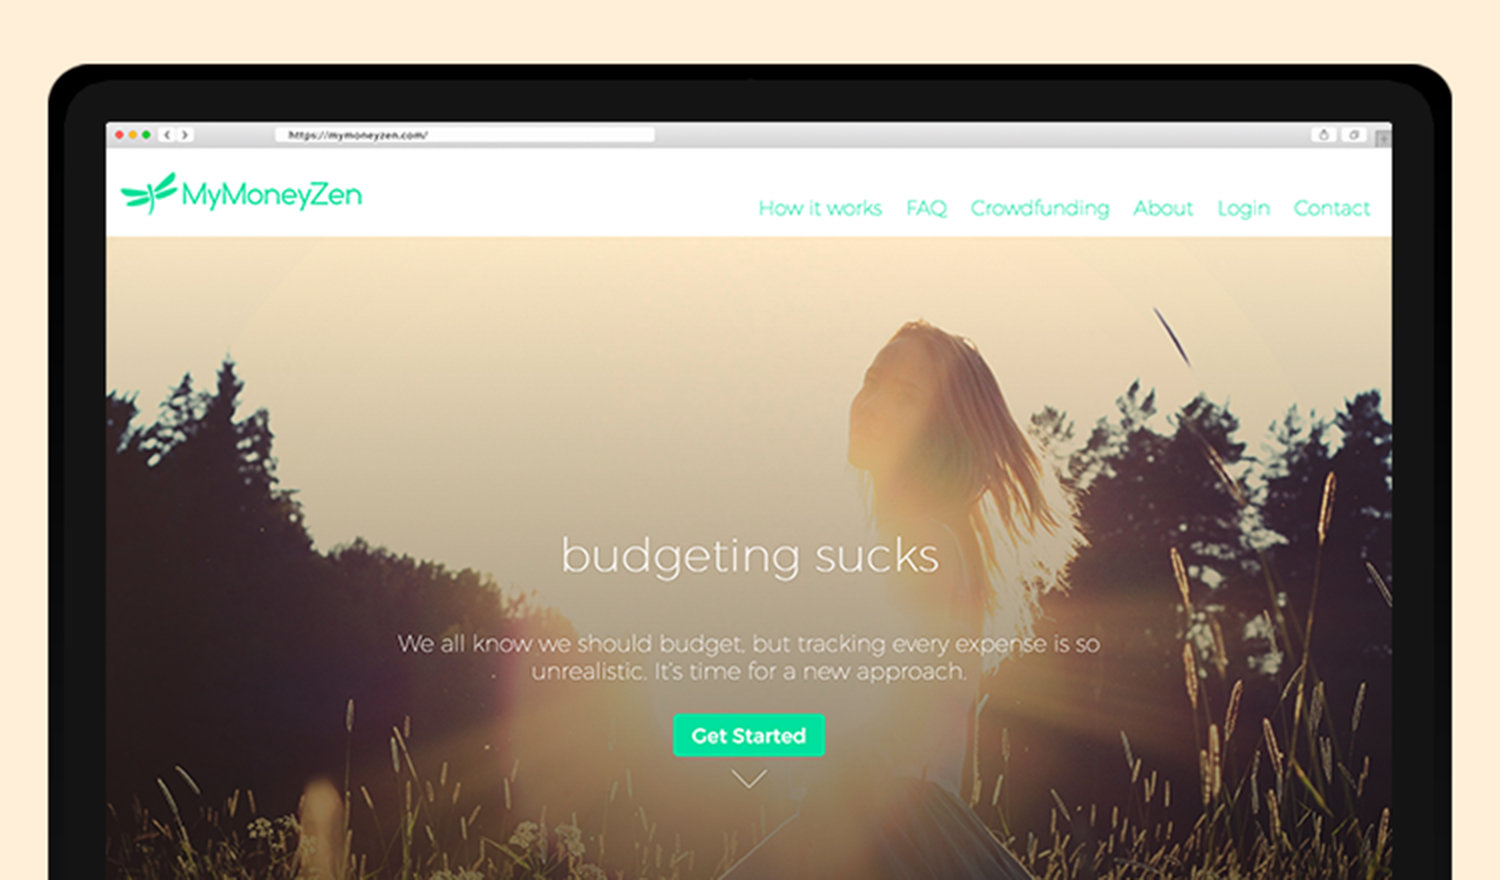 https://mymoneyzen.com/
MyMoneyZen
How it works FAQ Crowdfunding About Login Contact
budgeting sucks
We all know we should budget, but tracking every expense is so
unrealistic. It's time for a new approach.
Get Started